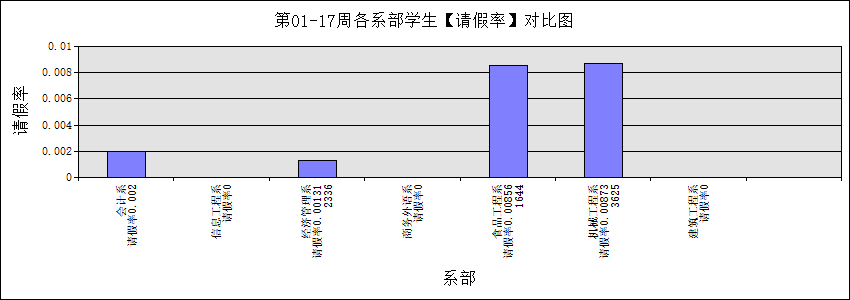 第01-17周各系部学生【请假率】对比图
请假率
0.01
0.008
0.006
0.004
0.002
0
会计系
请假率0.002
信息工程系
请假率0
经济管理系
请假率0.00131
2336
商务外语系
请假率0
食品工程系
请假率0.00856
1644
机械工程系
请假率0.00873
3625
建筑工程系
请假率0
系部